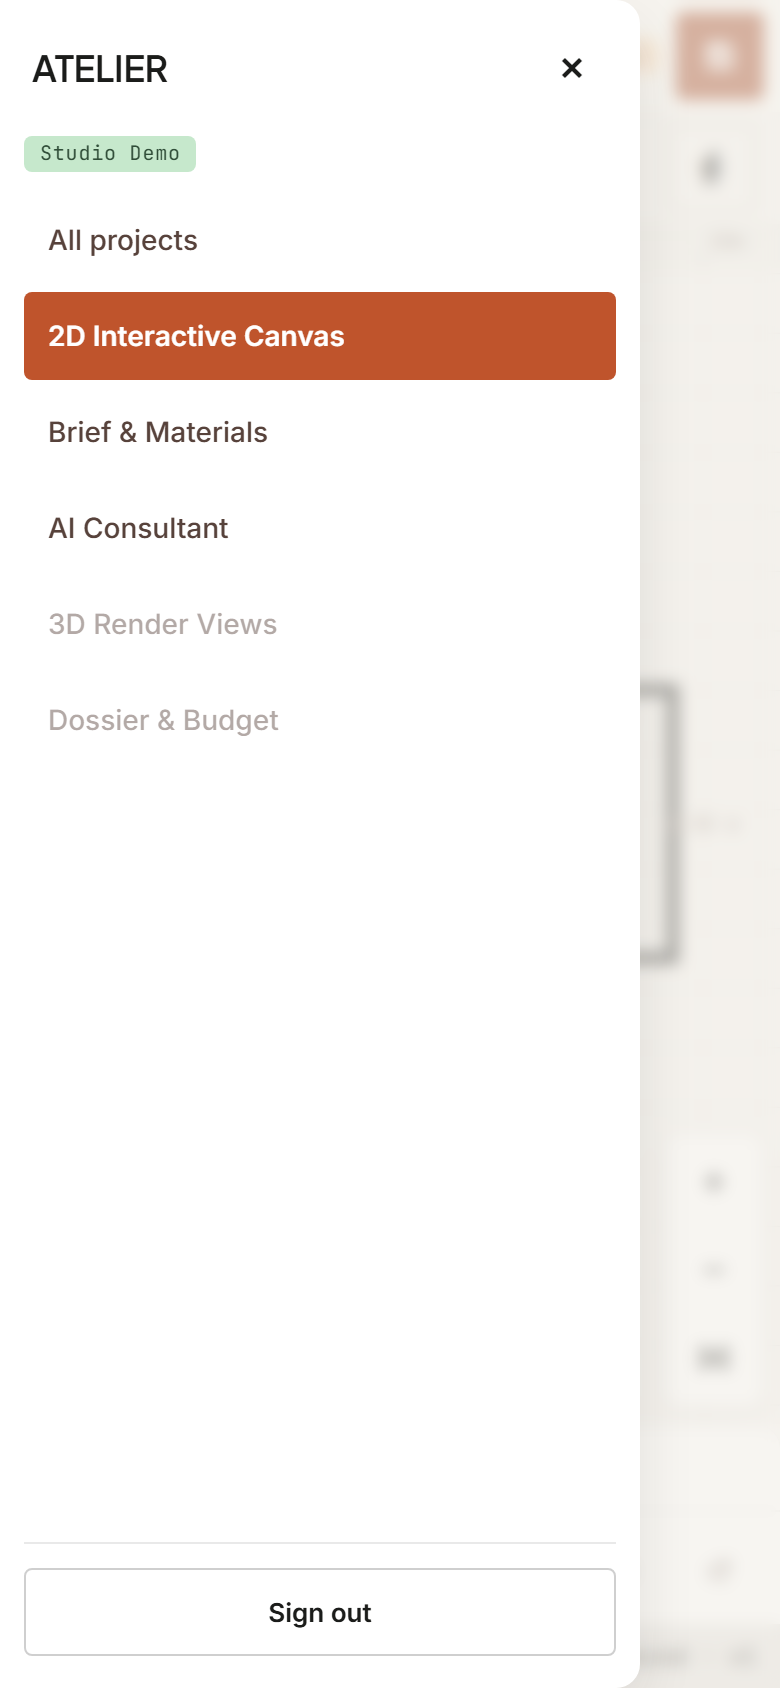 ATELIER
Studio Demo
All projects
2D Interactive Canvas
Brief & Materials
AI Consultant
3D Render Views
Dossier & Budget
Sign out